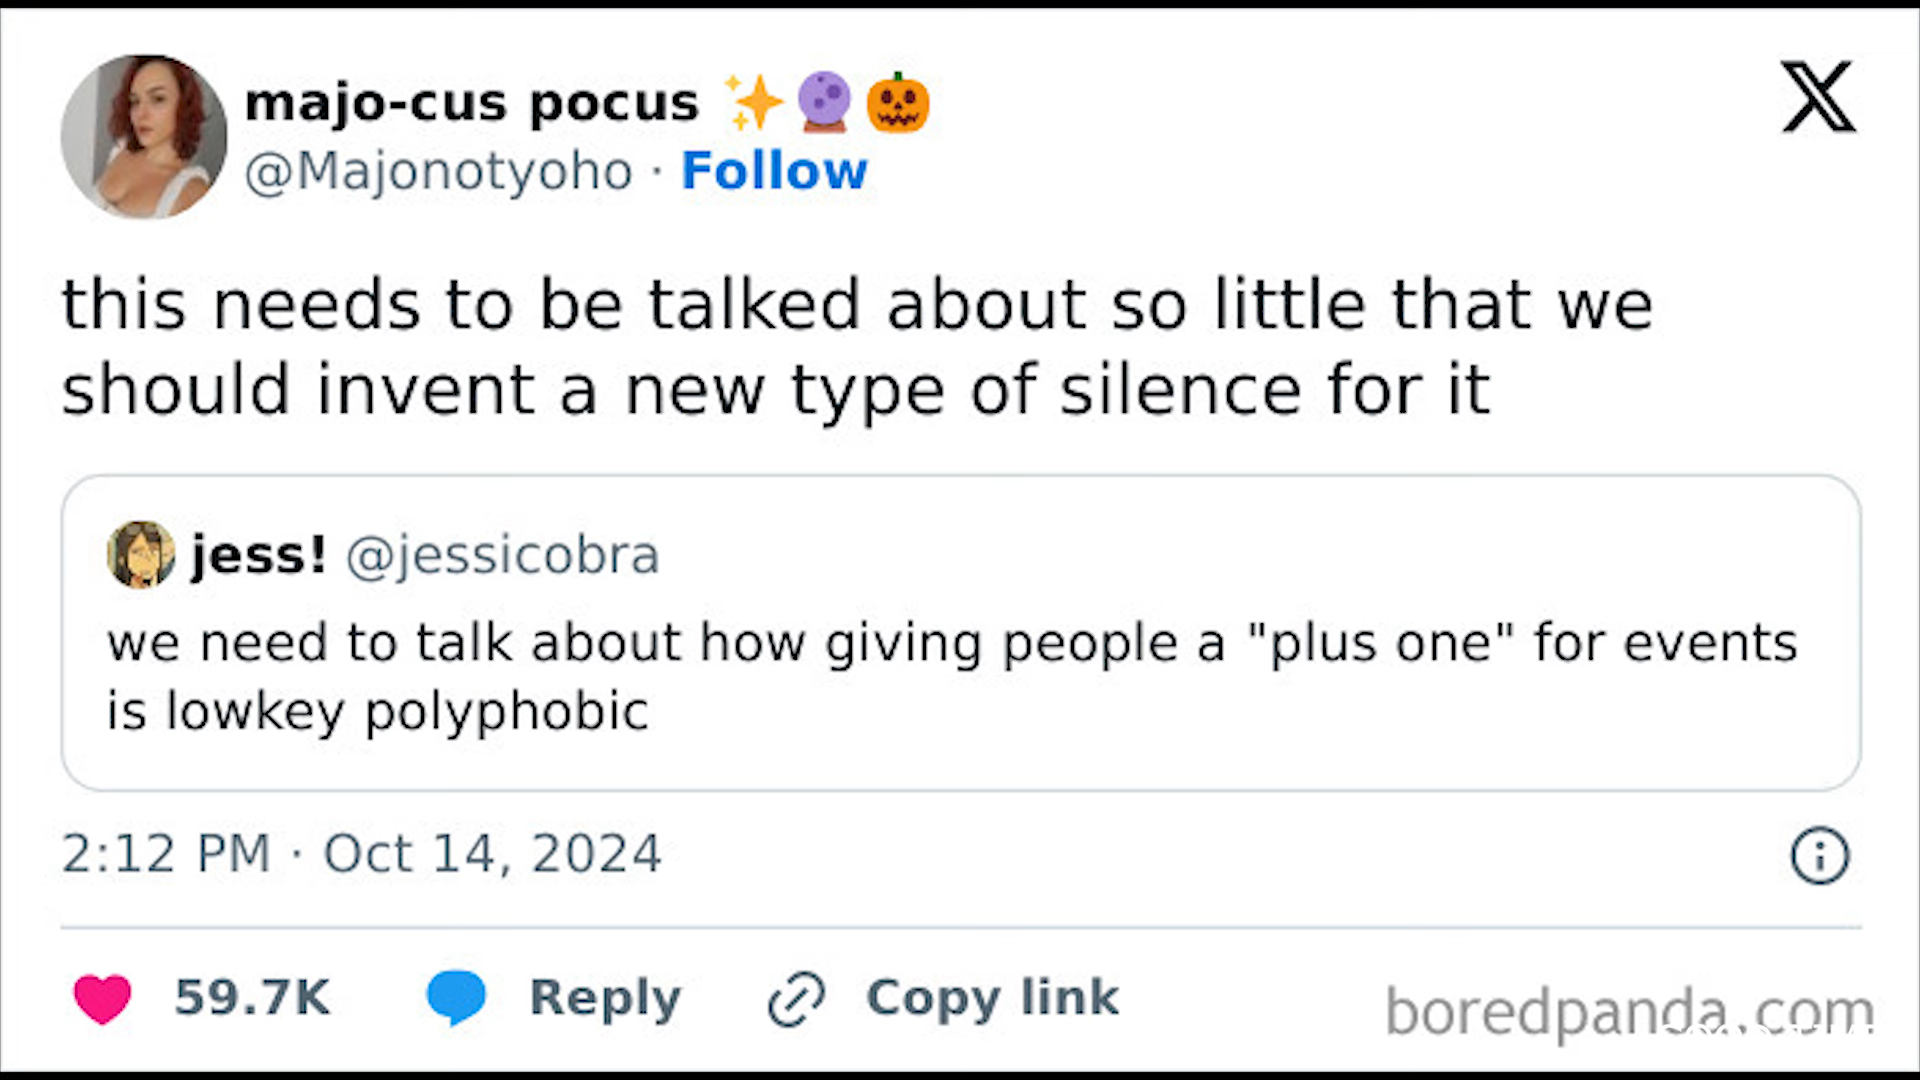 majo-cus pocus ✨🔮🎃
@Majonotyoho · Follow
this needs to be talked about so little that we
should invent a new type of silence for it
jess! @jessicobra
we need to talk about how giving people a "plus one" for events
is lowkey polyphobic
2:12 PM · Oct 14, 2024
59.7K Reply Copy link
boredpanda.com